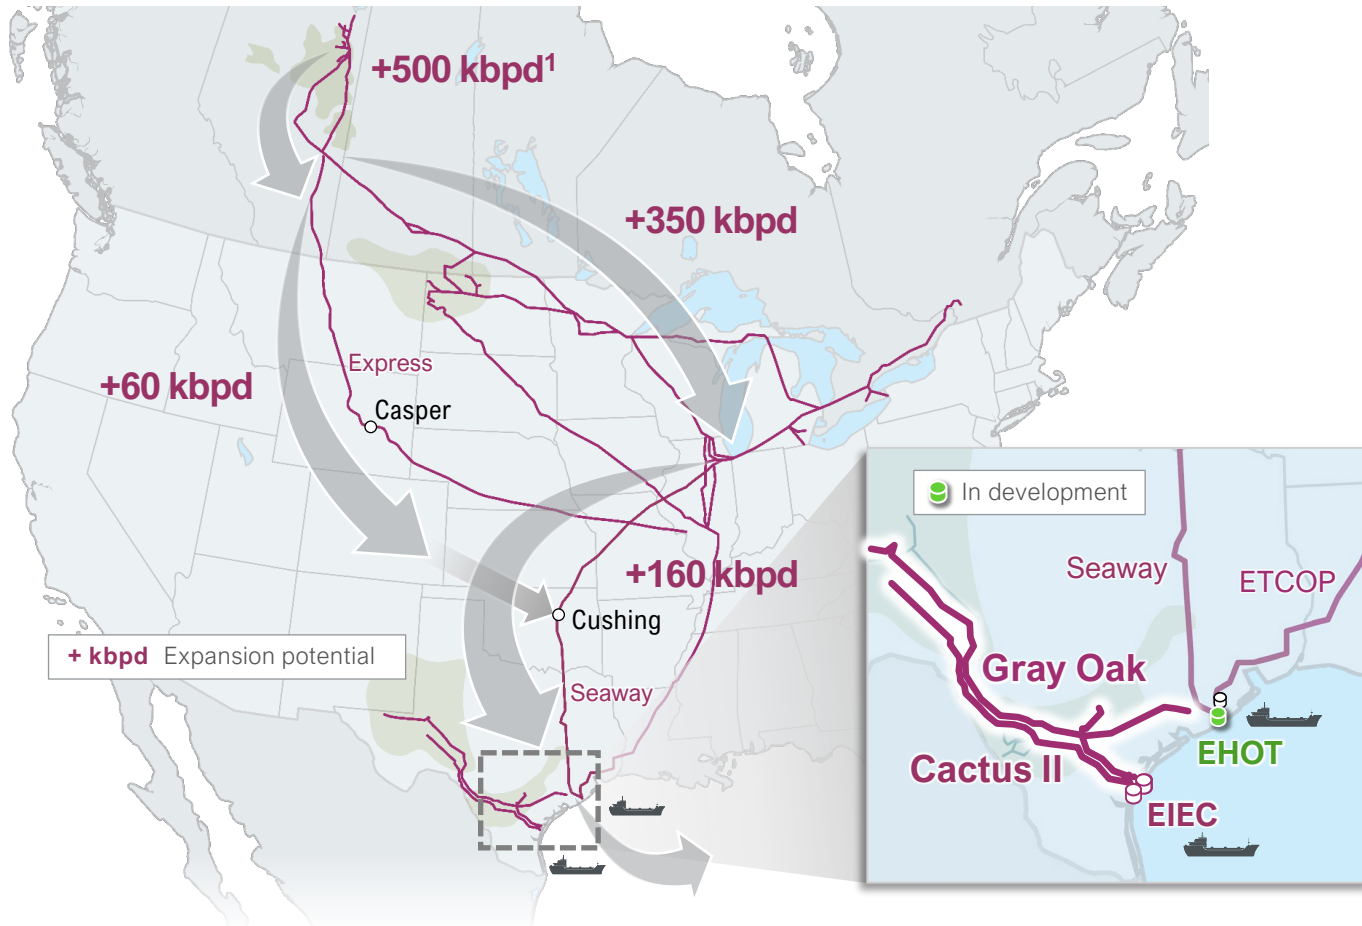 +500 kbpd¹
+350 kbpd
Express
+60 kbpd
Casper
In development
+160 kbpd
Seaway
ETCOP
Cushing
+ kbpd Expansion potential
Gray Oak
Seaway
EHOT
Cactus II
EIEC